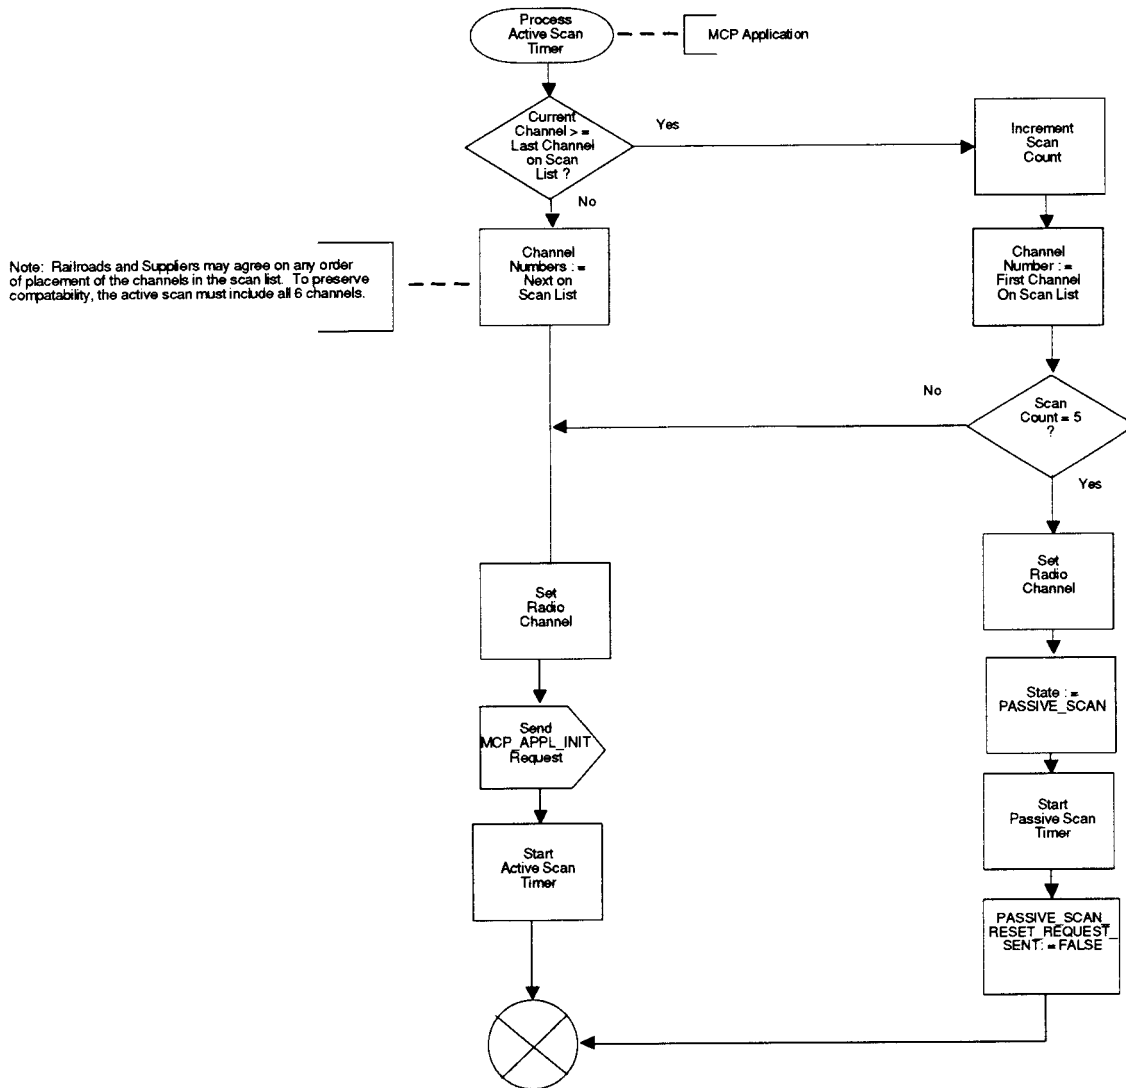 Process
Active Scan
Timer
MCP Application
Current
Channel > =
Last Channel
on Scan
List ?
Yes
No
Increment
Scan
Count
Note: Railroads and Suppliers may agree on any order
of placement of the channels in the scan list. To preserve
compatability, the active scan must include all 6 channels.
Channel
Numbers : =
Next on
Scan List
Channel
Number : =
First Channel
On Scan List
No
Scan
Count = 5
?
Yes
Set
Radio
Channel
Set
Radio
Channel
Send
MCP_APPL_INIT
Request
State : =
PASSIVE_SCAN
Start
Passive Scan
Timer
Start
Active Scan
Timer
PASSIVE_SCAN_
RESET_REQUEST_
SENT: = FALSE